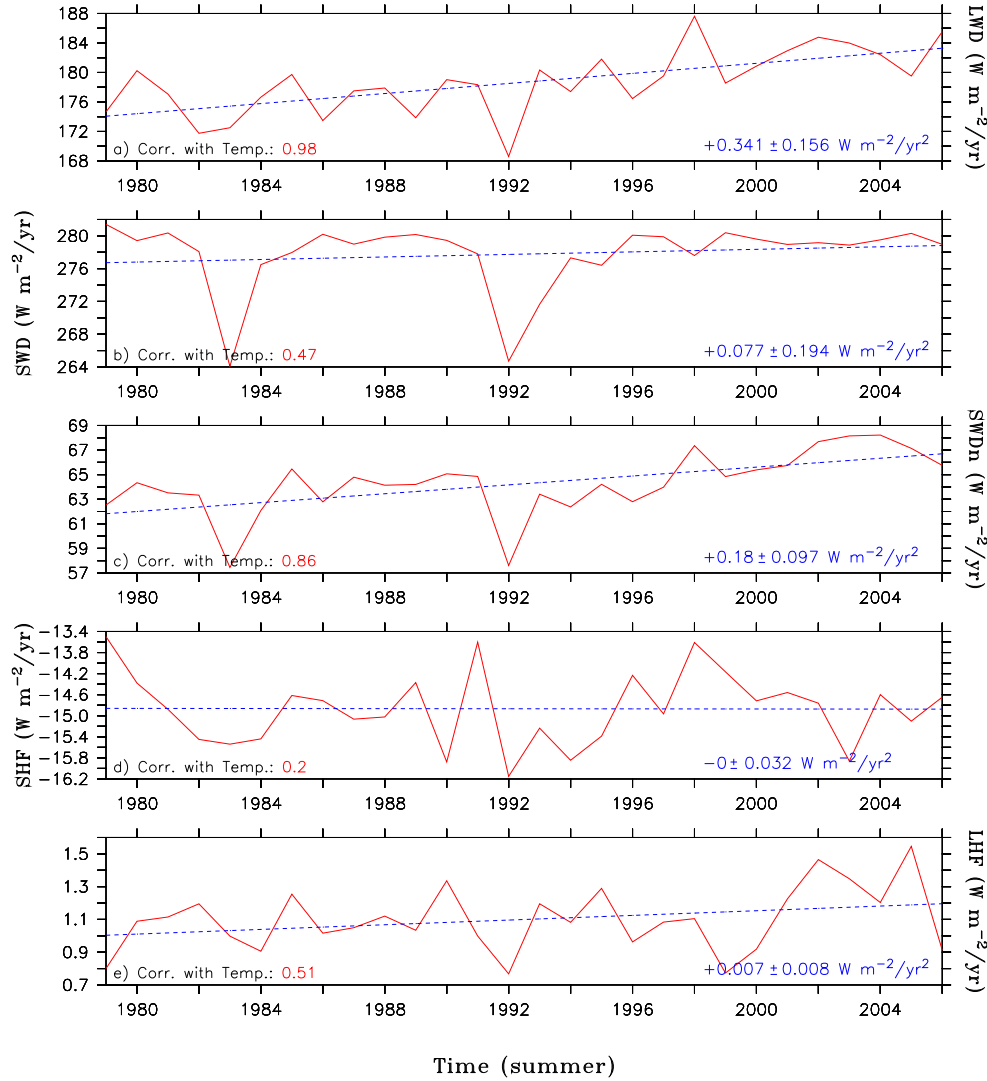 188
184
180
176
172
168
LWD (W m−2/yr)
a) Corr. with Temp.: 0.98
+0.341 ± 0.156 W m−2/yr2
1980 1984 1988 1992 1996 2000 2004
280
276
272
268
264
SWD (W m−2/yr)
b) Corr. with Temp.: 0.47
+0.077 ± 0.194 W m−2/yr2
1980 1984 1988 1992 1996 2000 2004
69
67
65
63
61
59
57
SWDn (W m−2/yr)
c) Corr. with Temp.: 0.86
+0.18 ± 0.097 W m−2/yr2
1980 1984 1988 1992 1996 2000 2004
−13.4
−13.8
−14.2
−14.6
−15.0
−15.4
−15.8
−16.2
SHF (W m−2/yr)
d) Corr. with Temp.: 0.2
−0 ± 0.032 W m−2/yr2
1980 1984 1988 1992 1996 2000 2004
1.5
1.3
1.1
0.9
0.7
LHF (W m−2/yr)
e) Corr. with Temp.: 0.51
+0.007 ± 0.008 W m−2/yr2
1980 1984 1988 1992 1996 2000 2004
Time (summer)